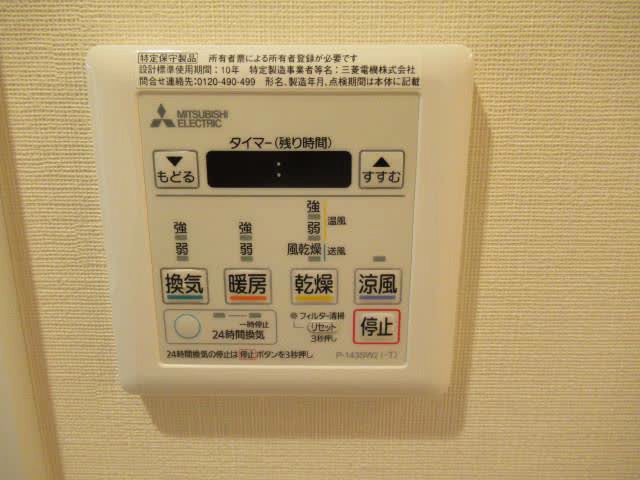 特定保守製品 所有者票による所有者登録が必要です
設計標準使用期間：10年 特定製造事業者等名：三菱電機株式会社
問合せ連絡先:0120-490-499 形名、製造年月、点検期間は本体に記載
MITSUBISHI
ELECTRIC
タイマー(残り時間)
▼ もどる
:
▲ すすむ
強
弱
強
弱
強
弱
温風
風乾燥
送風
換気
暖房
乾燥
涼風
一時停止
24時間換気
フィルター清掃
リセット
3秒押し
停止
24時間換気の停止は 停止 ボタンを3秒押し
P-143SW2 (-T)